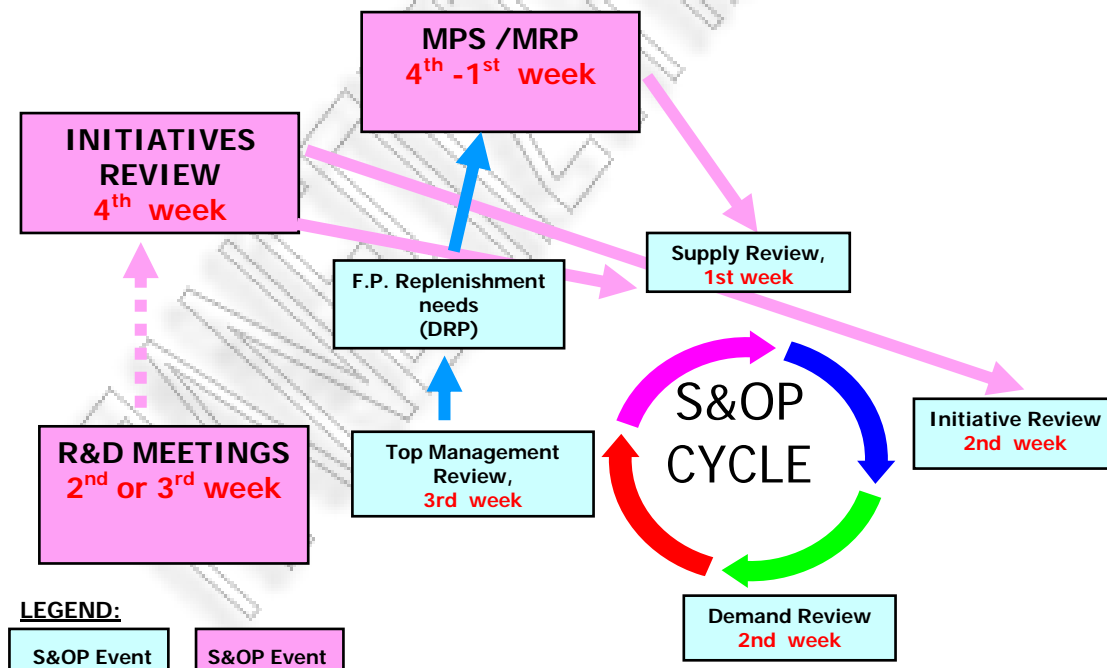 MPS /MRP
4th -1st week
INITIATIVES
REVIEW
4th week
Supply Review,
1st week
F.P. Replenishment
needs
(DRP)
S&OP
CYCLE
Initiative Review
2nd week
R&D MEETINGS
2nd or 3rd week
Top Management
Review,
3rd week
Demand Review
2nd week
LEGEND:
S&OP Event
S&OP Event